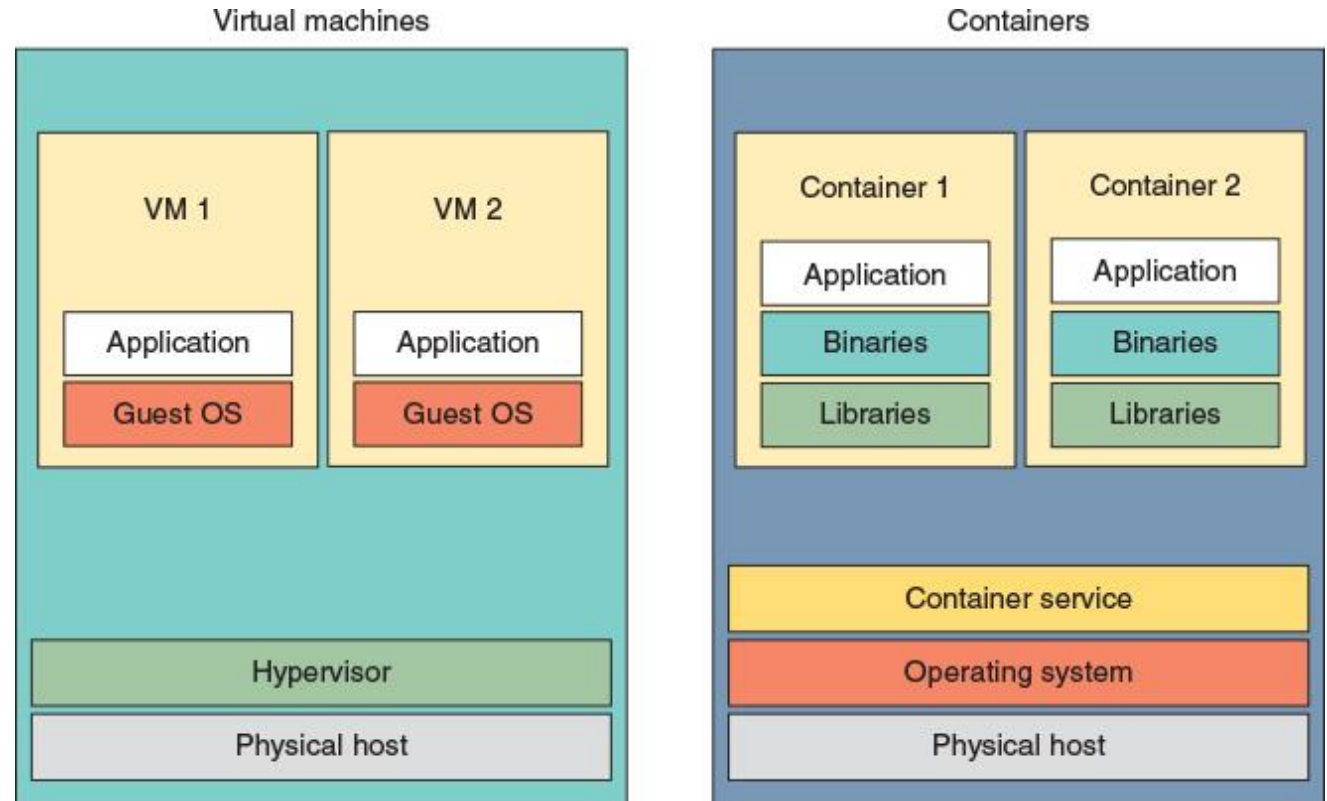 Virtual machines
VM 1
Application
Guest OS
VM 2
Application
Guest OS
Hypervisor
Physical host
Containers
Container 1
Application
Binaries
Libraries
Container 2
Application
Binaries
Libraries
Container service
Operating system
Physical host